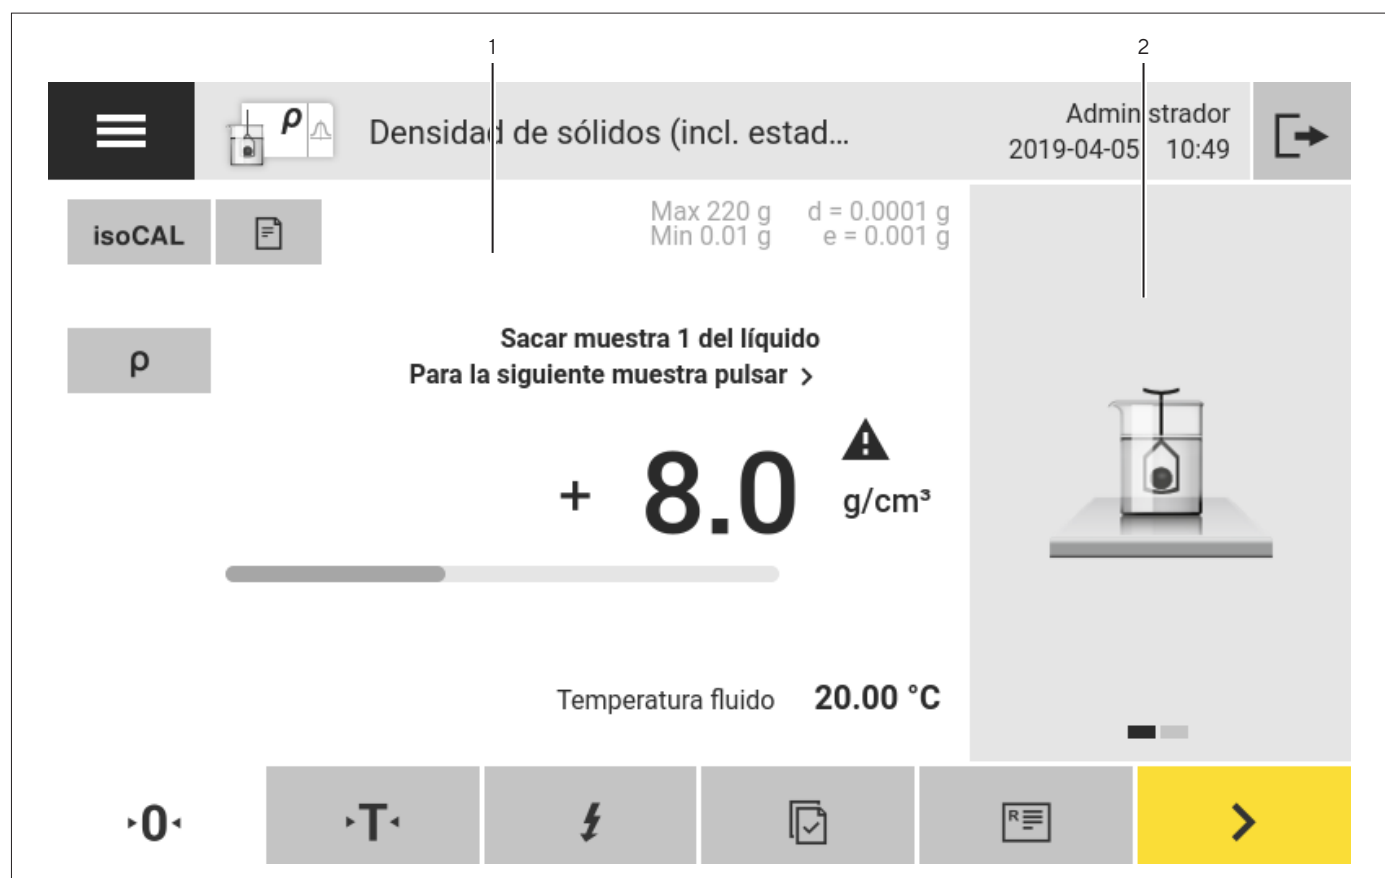 1
2
ρ
Densidad de sólidos (incl. estad...
Administrador
2019-04-05 10:49
isoCAL
Max 220 g d = 0.0001 g
Min 0.01 g e = 0.001 g
Sacar muestra 1 del líquido
ρ
Para la siguiente muestra pulsar >
+ 8.0 g/cm³
Temperatura fluido 20.00 °C
0
T
R